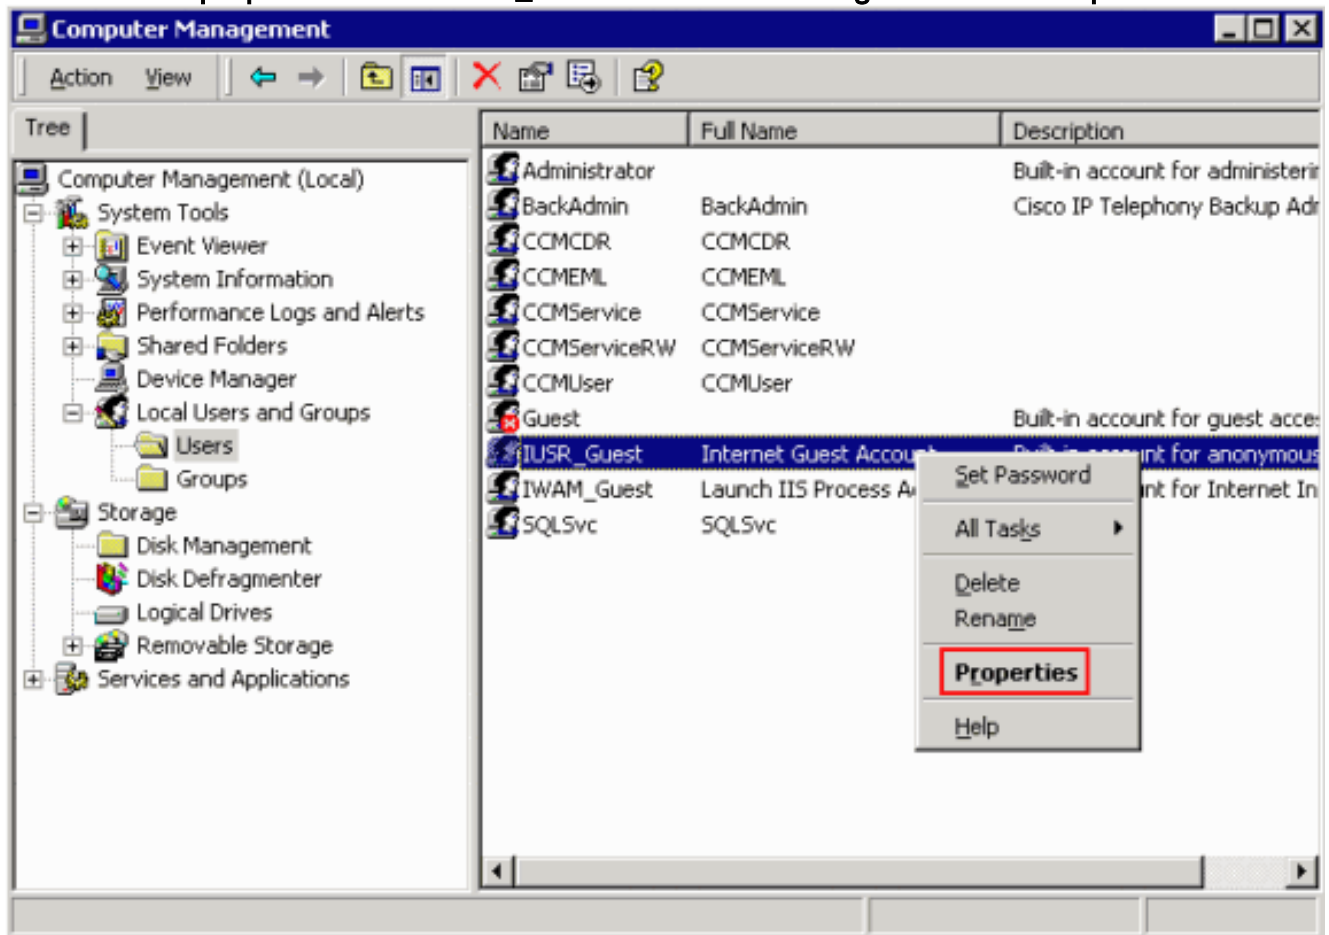 Computer Management
Action View
Tree
Computer Management (Local)
System Tools
Event Viewer
System Information
Performance Logs and Alerts
Shared Folders
Device Manager
Local Users and Groups
Users
Groups
Storage
Disk Management
Disk Defragmenter
Logical Drives
Removable Storage
Services and Applications
Name Full Name Description
Administrator Built-in account for administerin
BackAdmin BackAdmin Cisco IP Telephony Backup Adr
CCMCDR CCMCDR
CCMEML CCMEML
CCMService CCMService
CCMServiceRW CCMServiceRW
CCMUser CCMUser
Guest Built-in account for guest acce
IUSR_Guest Internet Guest Account for anonymous
IWAM_Guest Launch IIS Process for Internet In
SQLSvc SQLSvc
Set Password
All Tasks
Delete
Rename
Properties
Help